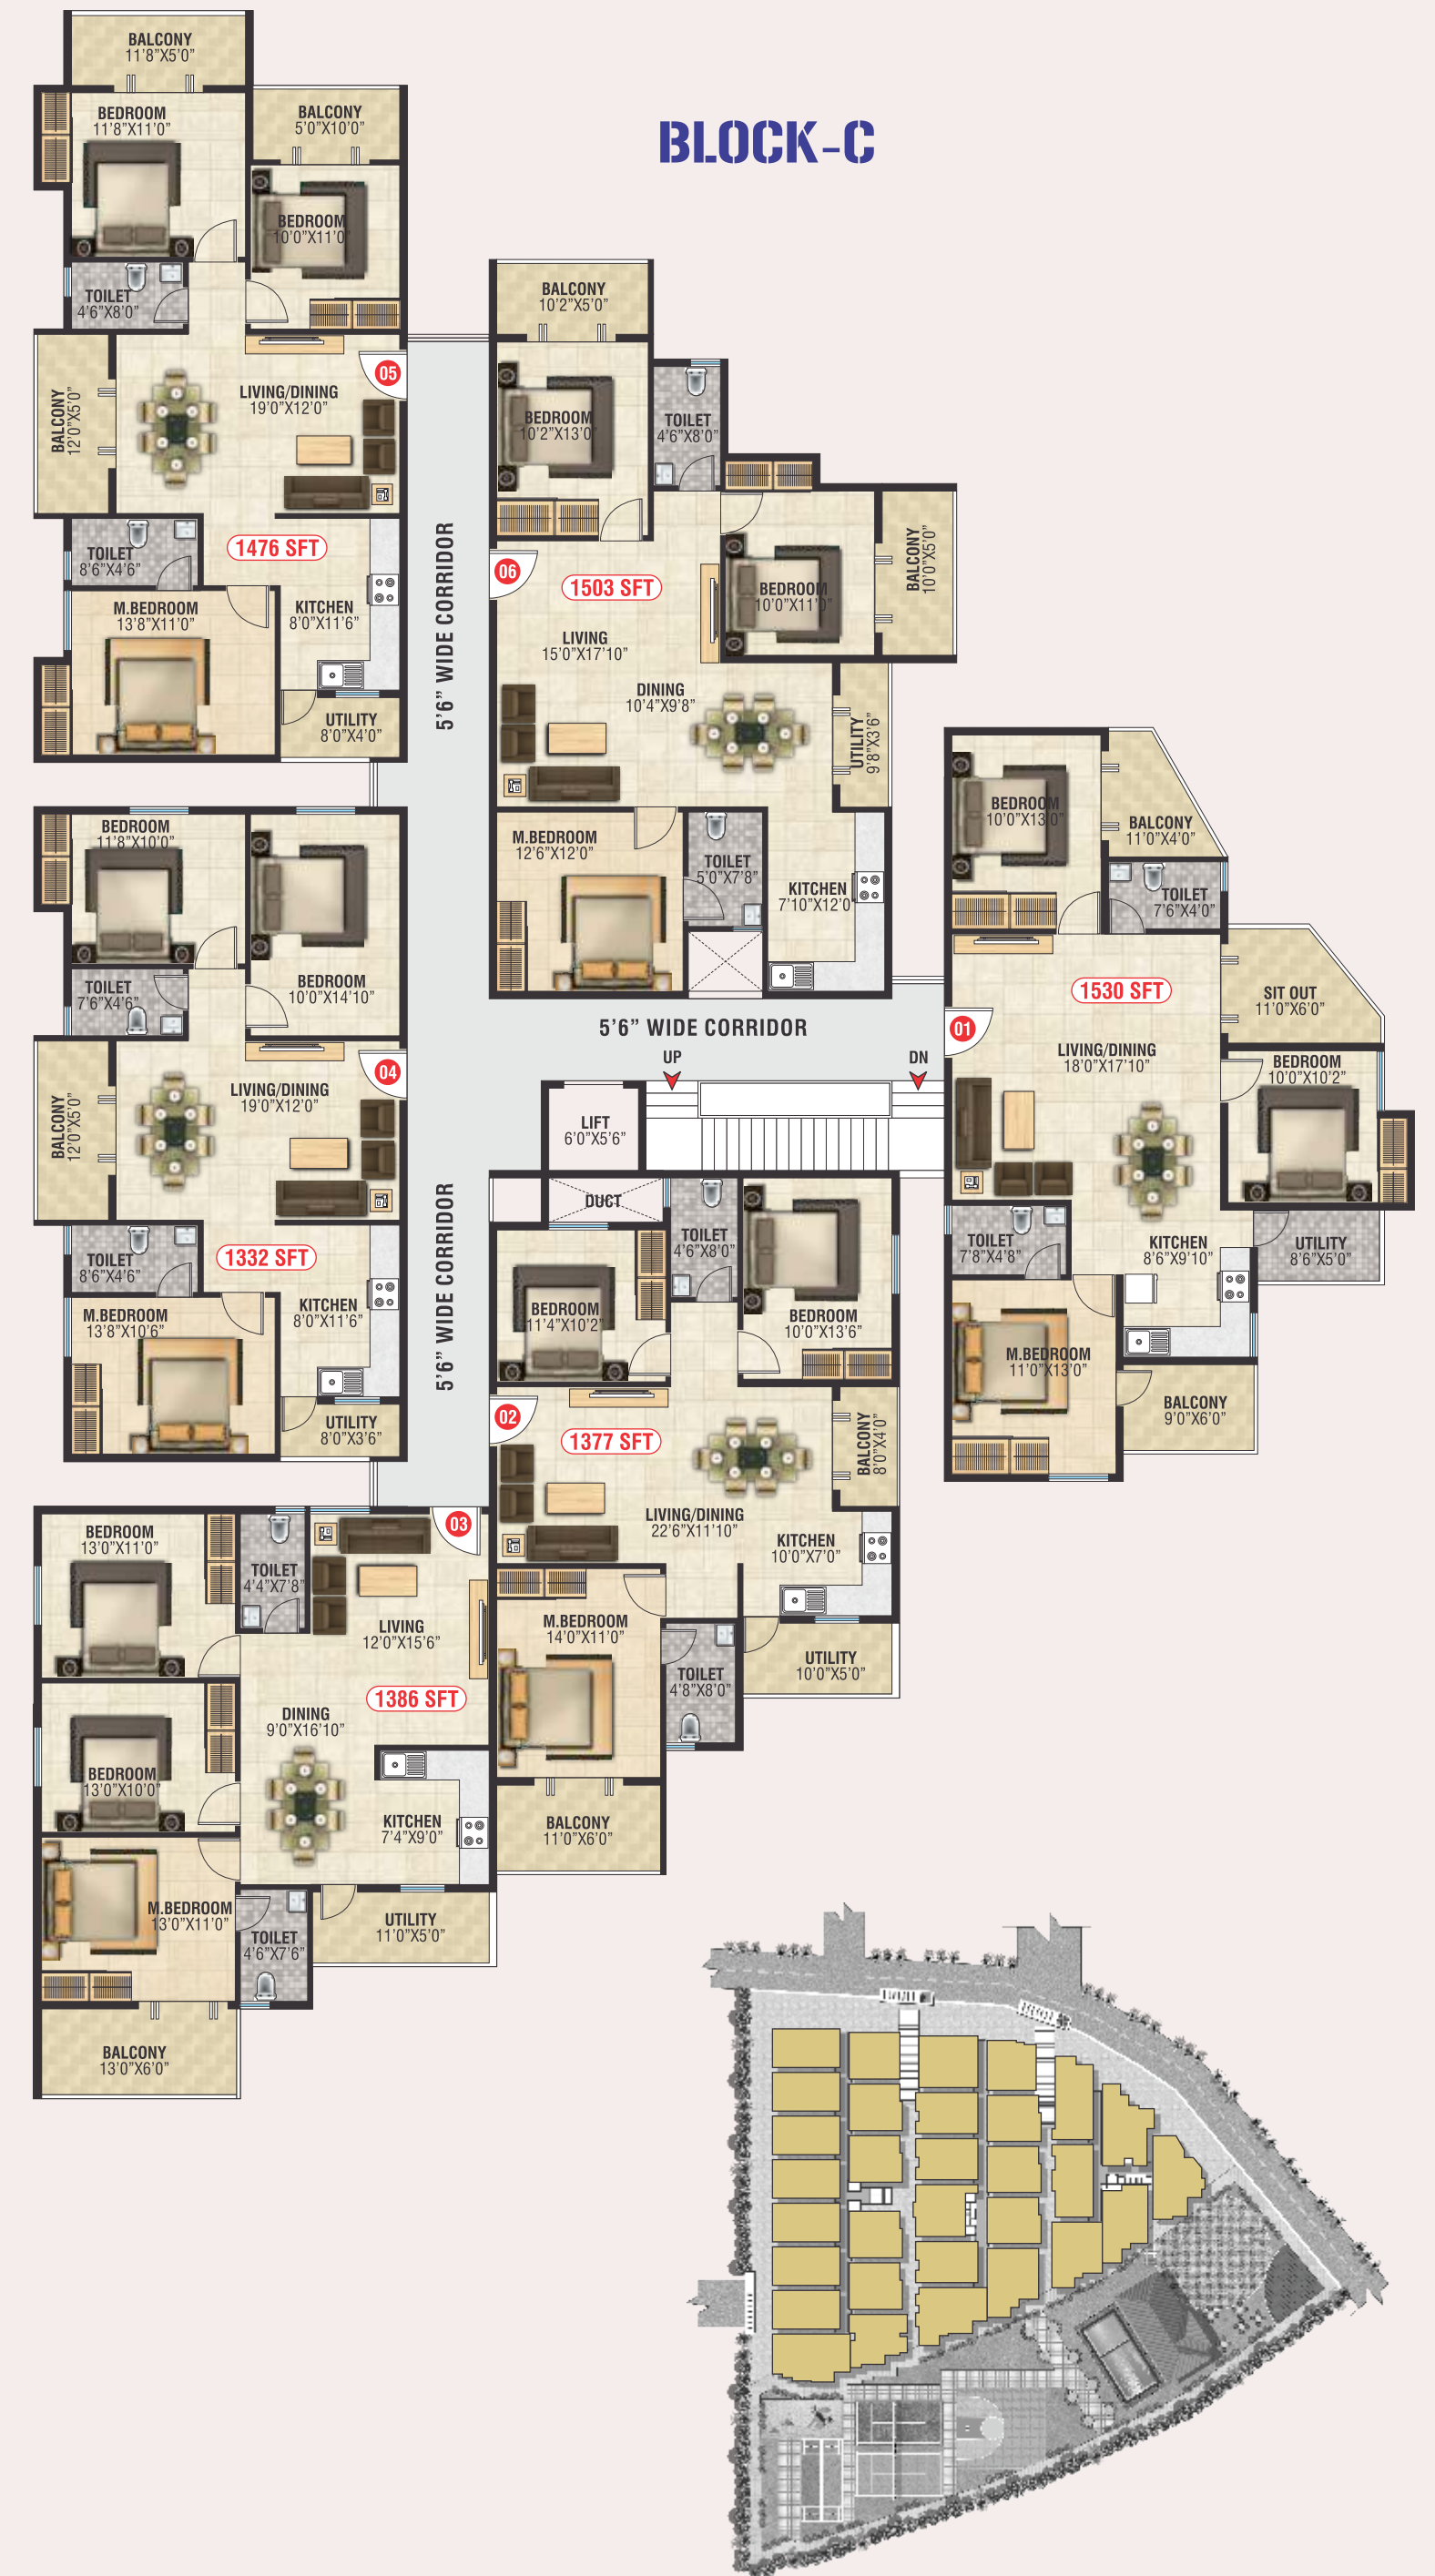 BLOCK-C
BALCONY
11'8"X5'0"
BEDROOM
11'8"X11'0"
BALCONY
5'0"X10'0"
BEDROOM
10'0"X11'0"
TOILET
4'6"X8'0"
BALCONY
12'0"X5'0"
LIVING/DINING
19'0"X12'0"
05
TOILET
8'6"X4'6"
1476 SFT
M.BEDROOM
13'8"X11'0"
KITCHEN
8'0"X11'6"
UTILITY
8'0"X4'0"
5'6" WIDE CORRIDOR
BALCONY
10'2"X5'0"
BEDROOM
10'2"X13'0"
TOILET
4'6"X8'0"
06
1503 SFT
BEDROOM
10'0"X11'0"
BALCONY
10'0"X5'0"
LIVING
15'0"X17'10"
DINING
10'4"X9'8"
UTILITY
9'8"X3'6"
M.BEDROOM
12'6"X12'0"
TOILET
5'0"X7'8"
KITCHEN
7'10"X12'0"
BEDROOM
10'0"X13'0"
BALCONY
11'0"X4'0"
TOILET
7'6"X4'0"
1530 SFT
SIT OUT
11'0"X6'0"
01
LIVING/DINING
18'0"X17'10"
BEDROOM
10'0"X10'2"
TOILET
7'8"X4'8"
KITCHEN
8'6"X9'10"
UTILITY
8'6"X5'0"
M.BEDROOM
11'0"X13'0"
BALCONY
9'0"X6'0"
BEDROOM
11'8"X10'0"
BEDROOM
10'0"X14'10"
TOILET
7'6"X4'6"
BALCONY
12'0"X5'0"
LIVING/DINING
19'0"X12'0"
04
TOILET
8'6"X4'6"
1332 SFT
M.BEDROOM
13'8"X10'6"
KITCHEN
8'0"X11'6"
UTILITY
8'0"X3'6"
5'6" WIDE CORRIDOR
UP
DN
LIFT
6'0"X5'6"
5'6" WIDE CORRIDOR
DUCT
TOILET
4'6"X8'0"
BEDROOM
11'4"X10'2"
BEDROOM
10'0"X13'6"
02
1377 SFT
BALCONY
8'0"X4'0"
LIVING/DINING
22'6"X11'10"
KITCHEN
10'0"X7'0"
M.BEDROOM
14'0"X11'0"
TOILET
4'8"X8'0"
UTILITY
10'0"X5'0"
BALCONY
11'0"X6'0"
BEDROOM
13'0"X11'0"
TOILET
4'4"X7'8"
03
LIVING
12'0"X15'6"
1386 SFT
DINING
9'0"X16'10"
BEDROOM
13'0"X10'0"
KITCHEN
7'4"X9'0"
M.BEDROOM
13'0"X11'0"
TOILET
4'6"X7'6"
UTILITY
11'0"X5'0"
BALCONY
13'0"X6'0"